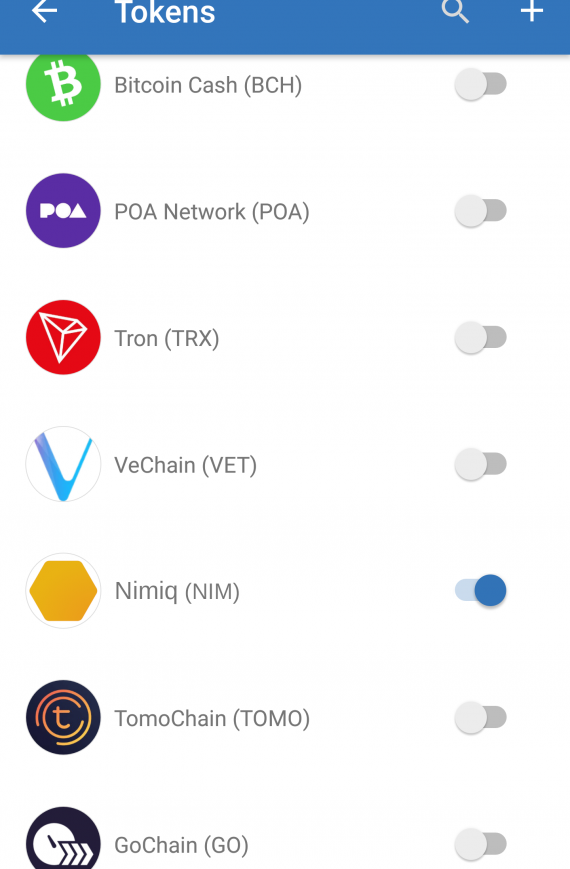 Tokens
Bitcoin Cash (BCH)
POA
POA Network (POA)
Tron (TRX)
VeChain (VET)
Nimiq (NIM)
t
TomoChain (TOMO)
GoChain (GO)